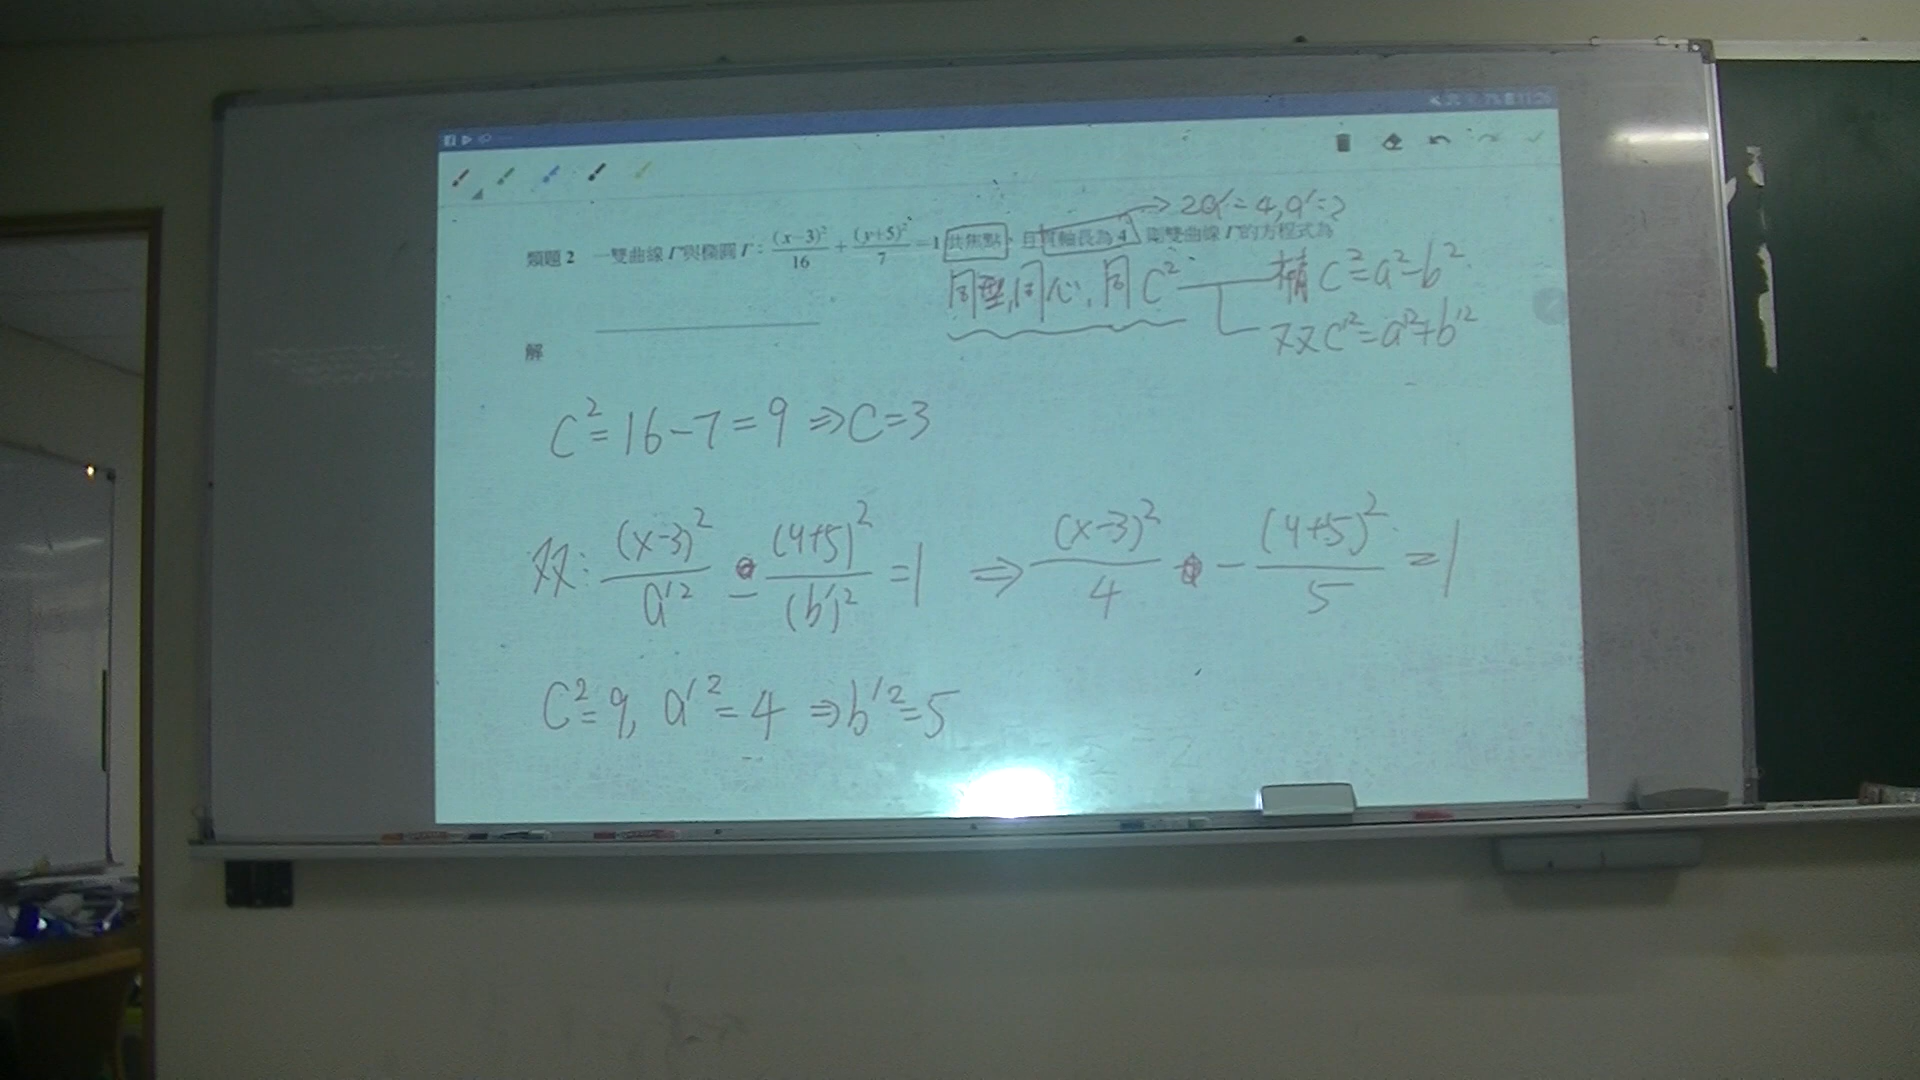 2a'=4, a'=2
類題2 一雙曲線Γ'與橢圓Γ：(x−3)²/16 + (y+5)²/7 =1 共焦點，且貫軸長為4，則雙曲線Γ'的方程式為
同型,同心,同C² 橢 C²=a²−b²
双 C'²=a'²+b'²
解
C²=16−7=9⇒C=3
双: (x−3)²/a'² − (y+5)²/(b')² =1 ⇒ (x−3)²/4 − (y+5)²/5 =1
C²=9, a'²=4 ⇒b'²=5